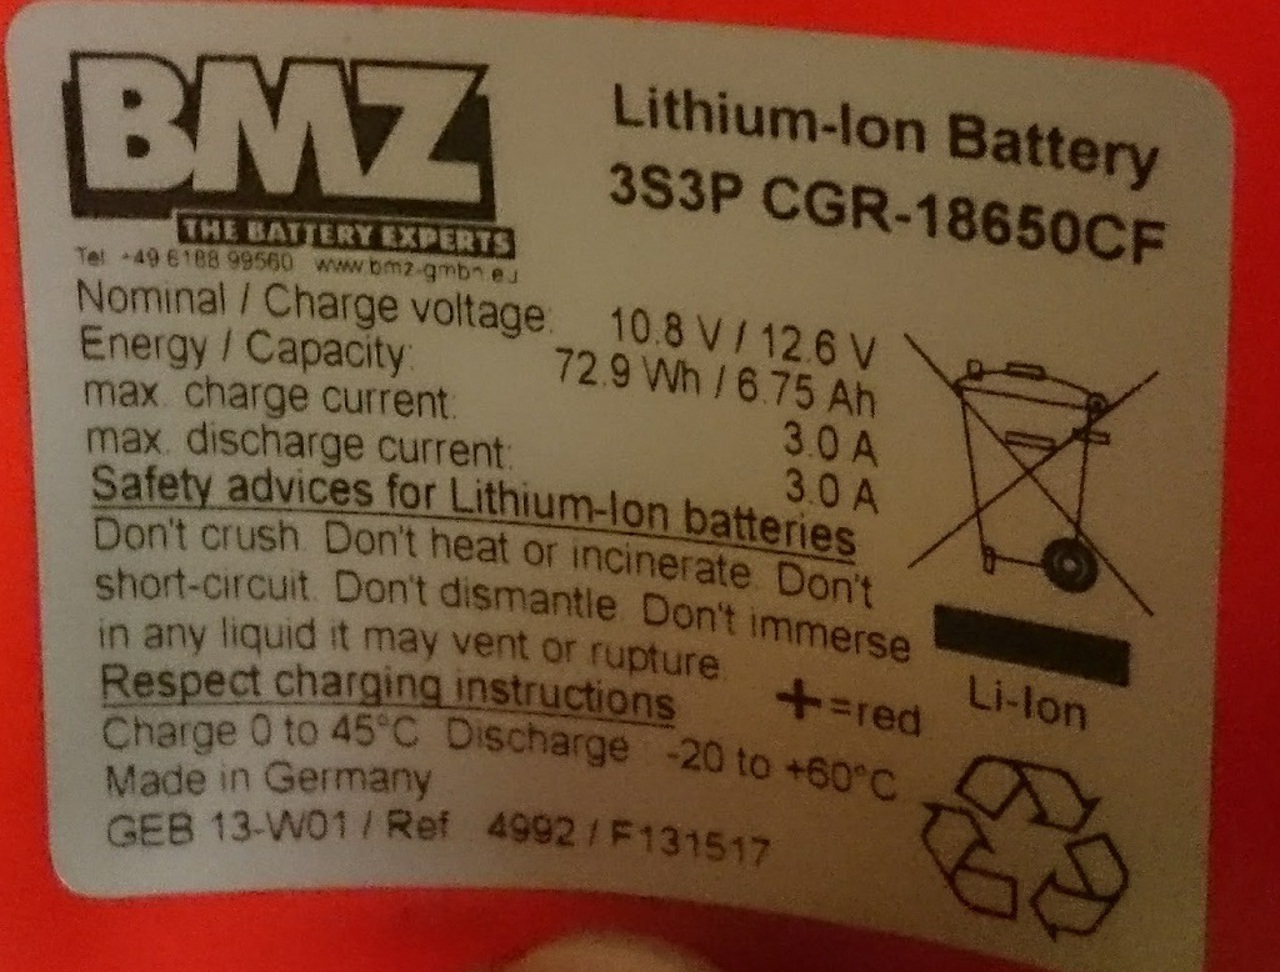 BMZ
THE BATTERY EXPERTS
Tel +49 6188 99560 www.bmz-gmbh.eu
Lithium-Ion Battery
3S3P CGR-18650CF
Nominal / Charge voltage: 10.8 V / 12.6 V
Energy / Capacity: 72.9 Wh / 6.75 Ah
max. charge current: 3.0 A
max. discharge current: 3.0 A
Safety advices for Lithium-Ion batteries
Don't crush. Don't heat or incinerate. Don't
short-circuit. Don't dismantle. Don't immerse
in any liquid it may vent or rupture.
Respect charging instructions +=red
Charge 0 to 45°C Discharge -20 to +60°C
Made in Germany
GEB 13-W01 / Ref 4992 / F131517
Li-Ion